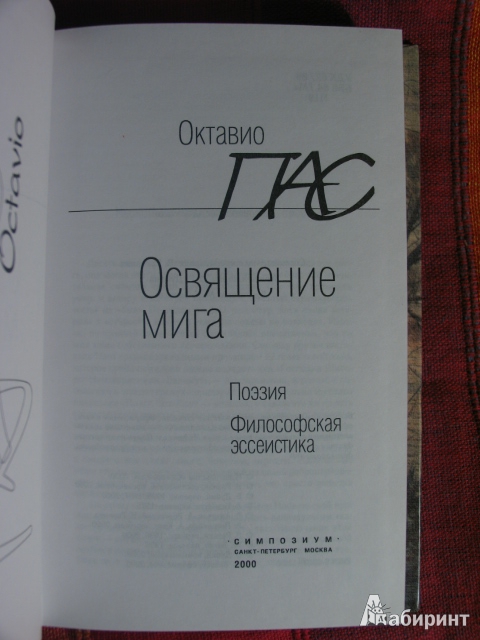 Octavio
Октавио
ПАС
Освящение
мига
Поэзия
Философская
эссеистика
·СИМПОЗИУМ·
САНКТ-ПЕТЕРБУРГ МОСКВА
2000
Лабиринт